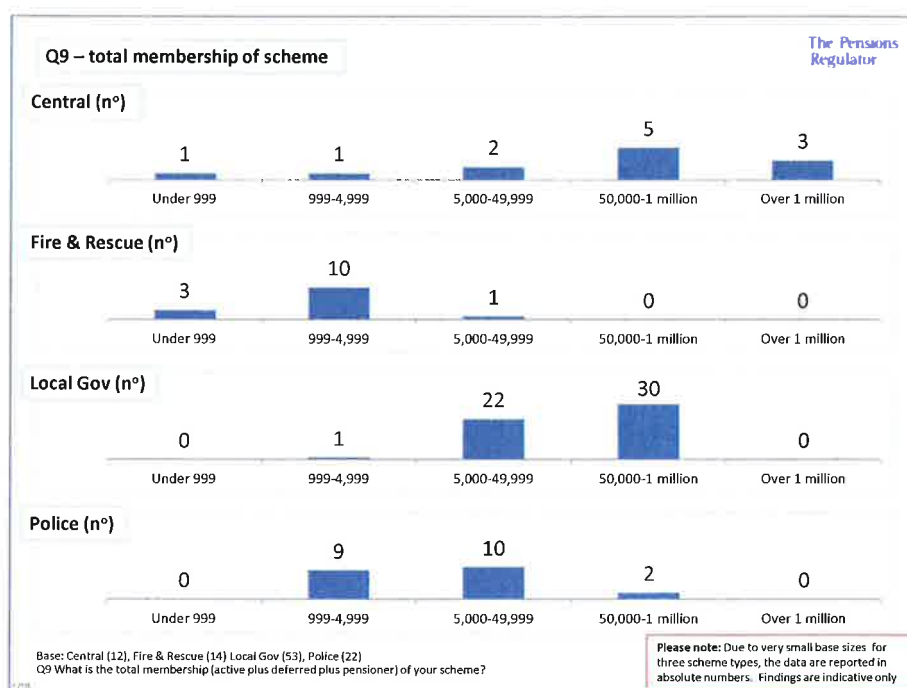 Q9 – total membership of scheme
The Pensions
Regulator
Central (nº)
1
1
2
5
3
Under 999
999-4,999
5,000-49,999
50,000-1 million
Over 1 million
Fire & Rescue (nº)
3
10
1
0
0
Under 999
999-4,999
5,000-49,999
50,000-1 million
Over 1 million
Local Gov (nº)
0
1
22
30
0
Under 999
999-4,999
5,000-49,999
50,000-1 million
Over 1 million
Police (nº)
0
9
10
2
0
Under 999
999-4,999
5,000-49,999
50,000-1 million
Over 1 million
Base: Central (12), Fire & Rescue (14) Local Gov (53), Police (22)
Q9 What is the total membership (active plus deferred plus pensioner) of your scheme?
Please note: Due to very small base sizes for
three scheme types, the data are reported in
absolute numbers. Findings are indicative only